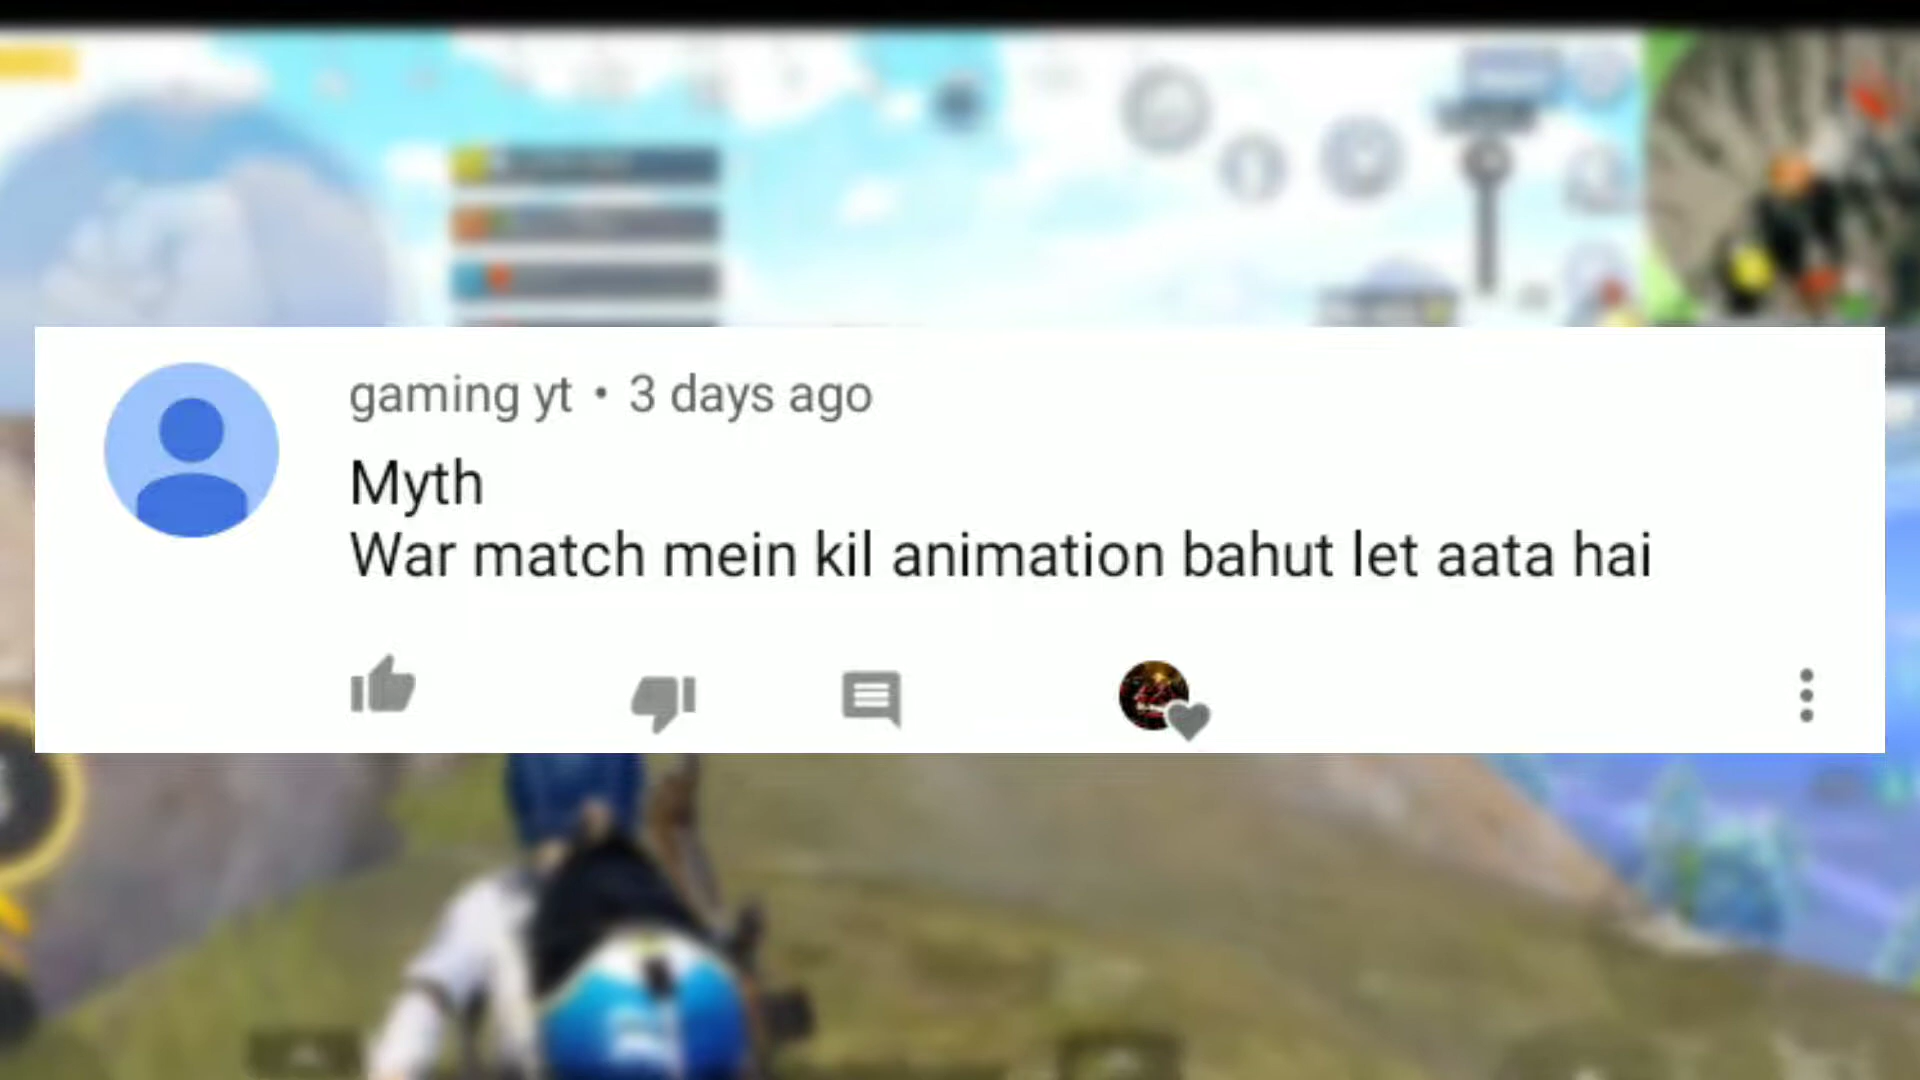 gaming yt • 3 days ago
Myth
War match mein kil animation bahut let aata hai